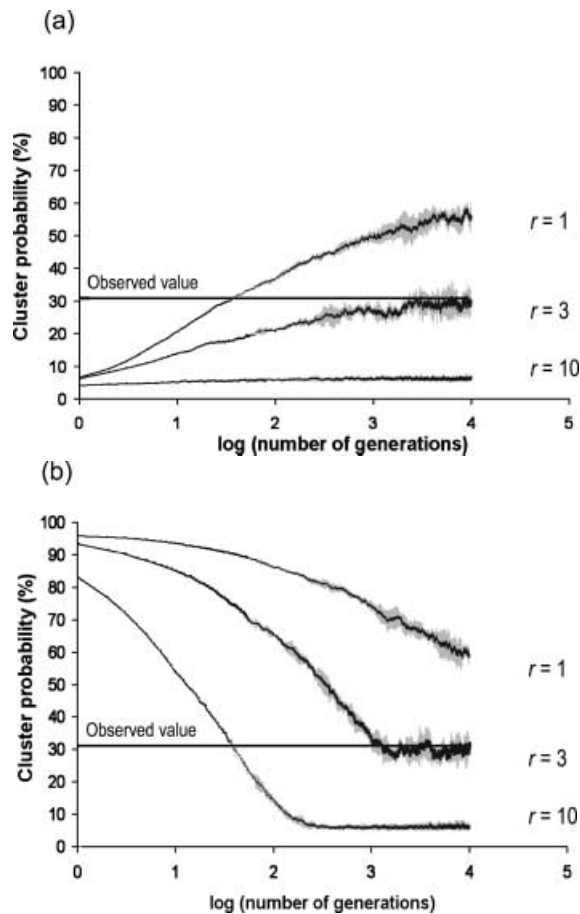 (a)
Cluster probability (%)
100
90
80
70
60
50
40
30
20
10
0
Observed value
r = 1
r = 3
r = 10
0 1 2 3 4 5
log (number of generations)
(b)
Cluster probability (%)
100
90
80
70
60
50
40
30
20
10
0
Observed value
r = 1
r = 3
r = 10
0 1 2 3 4 5
log (number of generations)